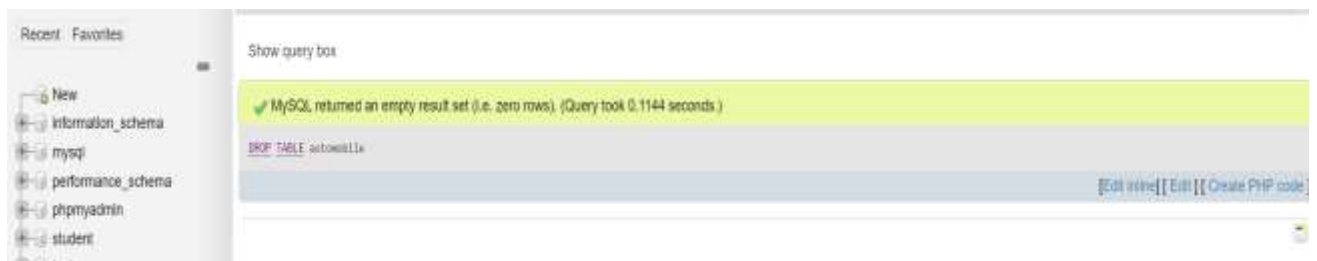 Recent Favorites
Show query box
New
information_schema
mysql
performance_schema
phpmyadmin
student
MySQL returned an empty result set (i.e. zero rows). (Query took 0.1144 seconds.)
DROP TABLE automobile
[Edit inline] [ Edit ] [ Create PHP code ]